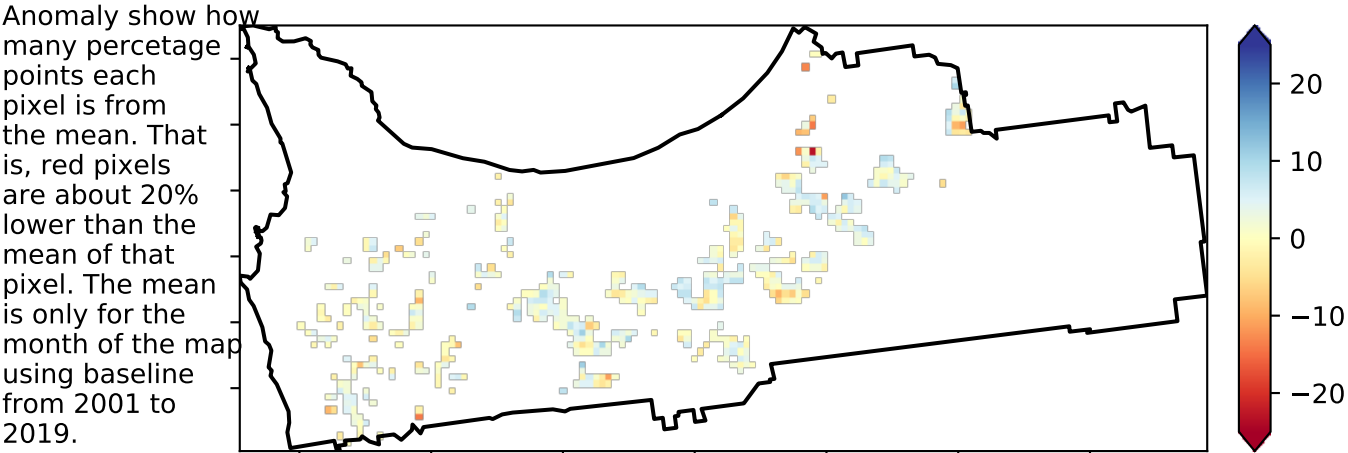 Anomaly show how
many percetage
points each
pixel is from
the mean. That
is, red pixels
are about 20%
lower than the
mean of that
pixel. The mean
is only for the
month of the map
using baseline
from 2001 to
2019.
20
10
0
−10
−20